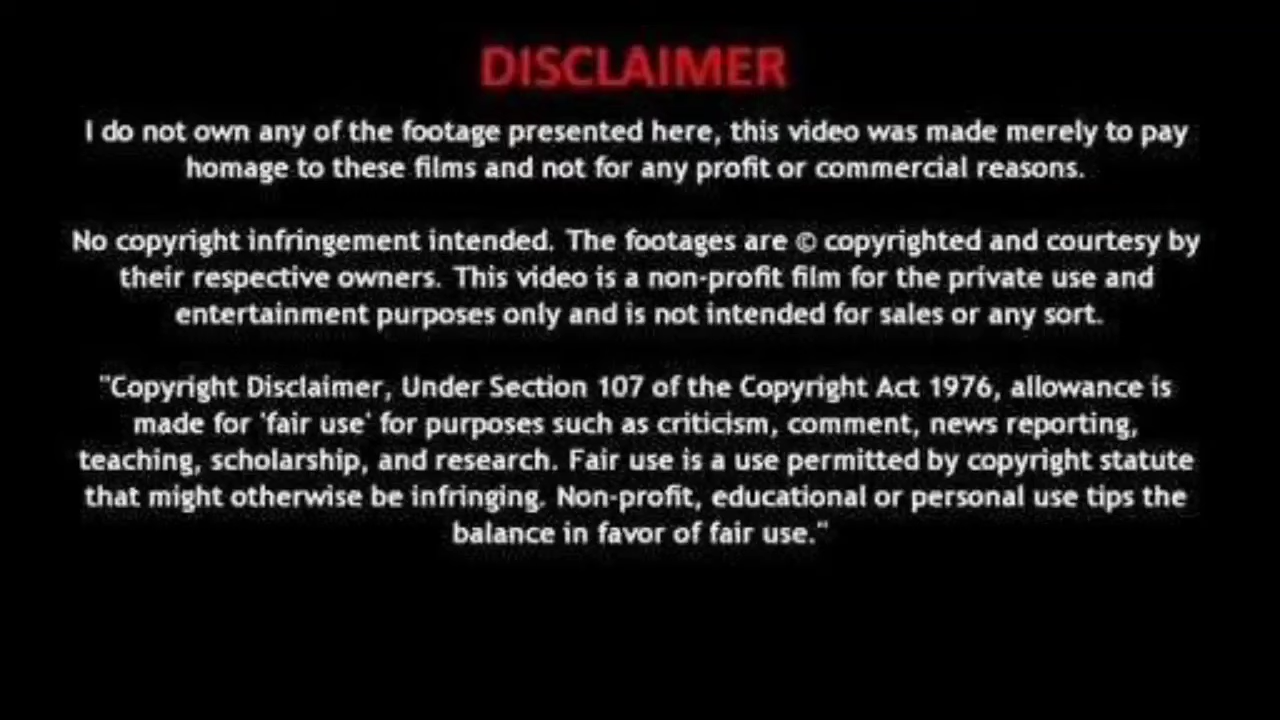 DISCLAIMER
I do not own any of the footage presented here, this video was made merely to pay
homage to these films and not for any profit or commercial reasons.
No copyright infringement intended. The footages are © copyrighted and courtesy by
their respective owners. This video is a non-profit film for the private use and
entertainment purposes only and is not intended for sales or any sort.
"Copyright Disclaimer, Under Section 107 of the Copyright Act 1976, allowance is
made for 'fair use' for purposes such as criticism, comment, news reporting,
teaching, scholarship, and research. Fair use is a use permitted by copyright statute
that might otherwise be infringing. Non-profit, educational or personal use tips the
balance in favor of fair use."